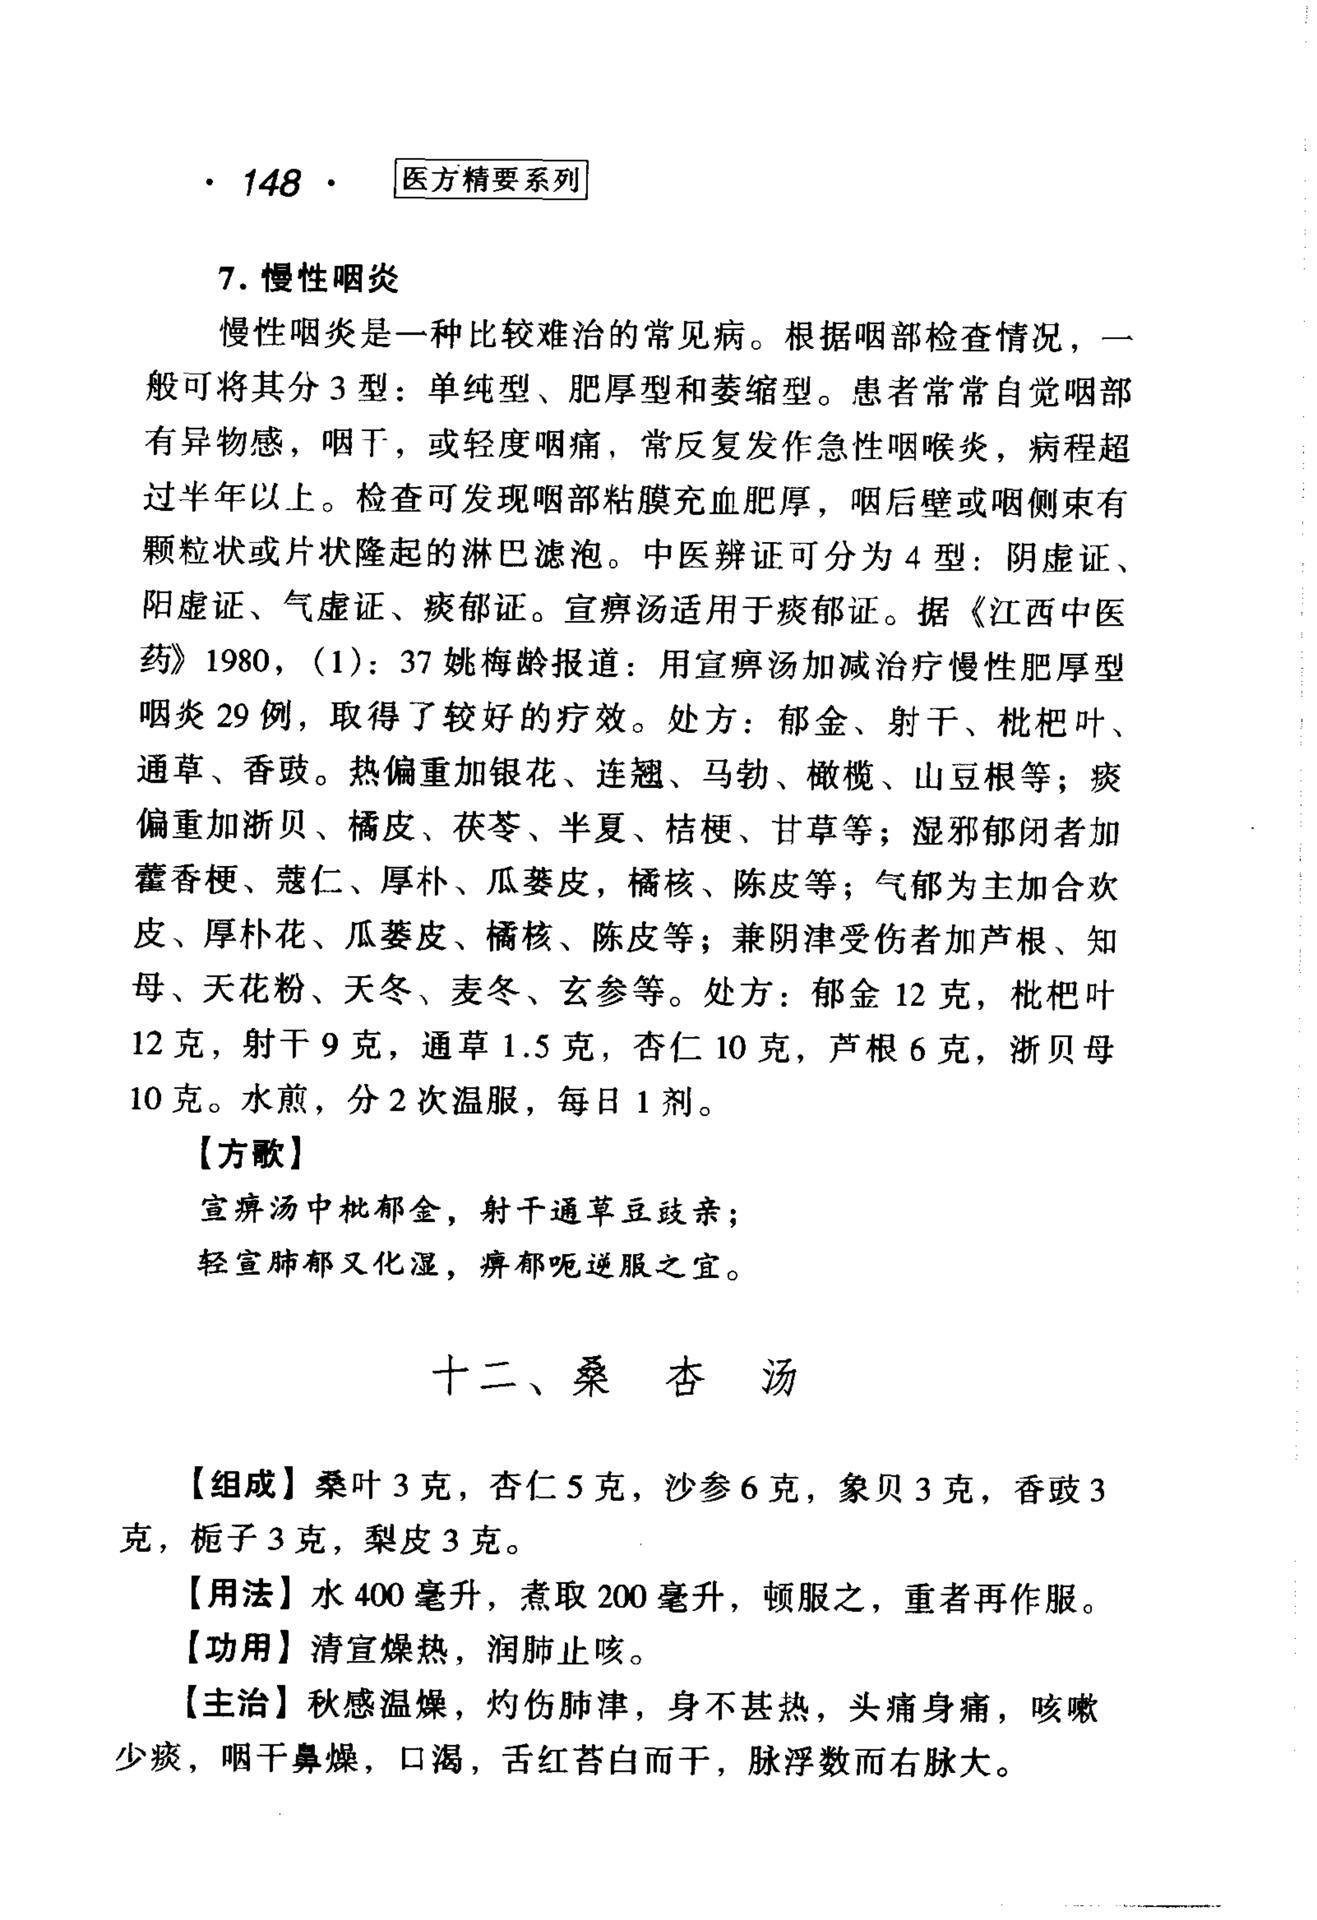 · 148 · 医方精要系列
7. 慢性咽炎
慢性咽炎是一种比较难治的常见病。根据咽部检查情况，一
般可将其分 3 型：单纯型、肥厚型和萎缩型。患者常常自觉咽部
有异物感，咽干，或轻度咽痛，常反复发作急性咽喉炎，病程超
过半年以上。检查可发现咽部粘膜充血肥厚，咽后壁或咽侧束有
颗粒状或片状隆起的淋巴滤泡。中医辨证可分为 4 型：阴虚证、
阳虚证、气虚证、痰郁证。宣痹汤适用于痰郁证。据《江西中医
药》1980，（1）：37 姚梅龄报道：用宣痹汤加减治疗慢性肥厚型
咽炎 29 例，取得了较好的疗效。处方：郁金、射干、枇杷叶、
通草、香豉。热偏重加银花、连翘、马勃、橄榄、山豆根等；痰
偏重加浙贝、橘皮、茯苓、半夏、桔梗、甘草等；湿邪郁闭者加
藿香梗、蔻仁、厚朴、瓜蒌皮，橘核、陈皮等；气郁为主加合欢
皮、厚朴花、瓜蒌皮、橘核、陈皮等；兼阴津受伤者加芦根、知
母、天花粉、天冬、麦冬、玄参等。处方：郁金 12 克，枇杷叶
12 克，射干 9 克，通草 1.5 克，杏仁 10 克，芦根 6 克，浙贝母
10 克。水煎，分 2 次温服，每日 1 剂。
【方歌】
宣痹汤中枇郁金，射干通草豆豉亲；
轻宣肺郁又化湿，痹郁呃逆服之宜。
十二、桑 杏 汤
【组成】桑叶 3 克，杏仁 5 克，沙参 6 克，象贝 3 克，香豉 3
克，栀子 3 克，梨皮 3 克。
【用法】水 400 毫升，煮取 200 毫升，顿服之，重者再作服。
【功用】清宣燥热，润肺止咳。
【主治】秋感温燥，灼伤肺津，身不甚热，头痛身痛，咳嗽
少痰，咽干鼻燥，口渴，舌红苔白而干，脉浮数而右脉大。